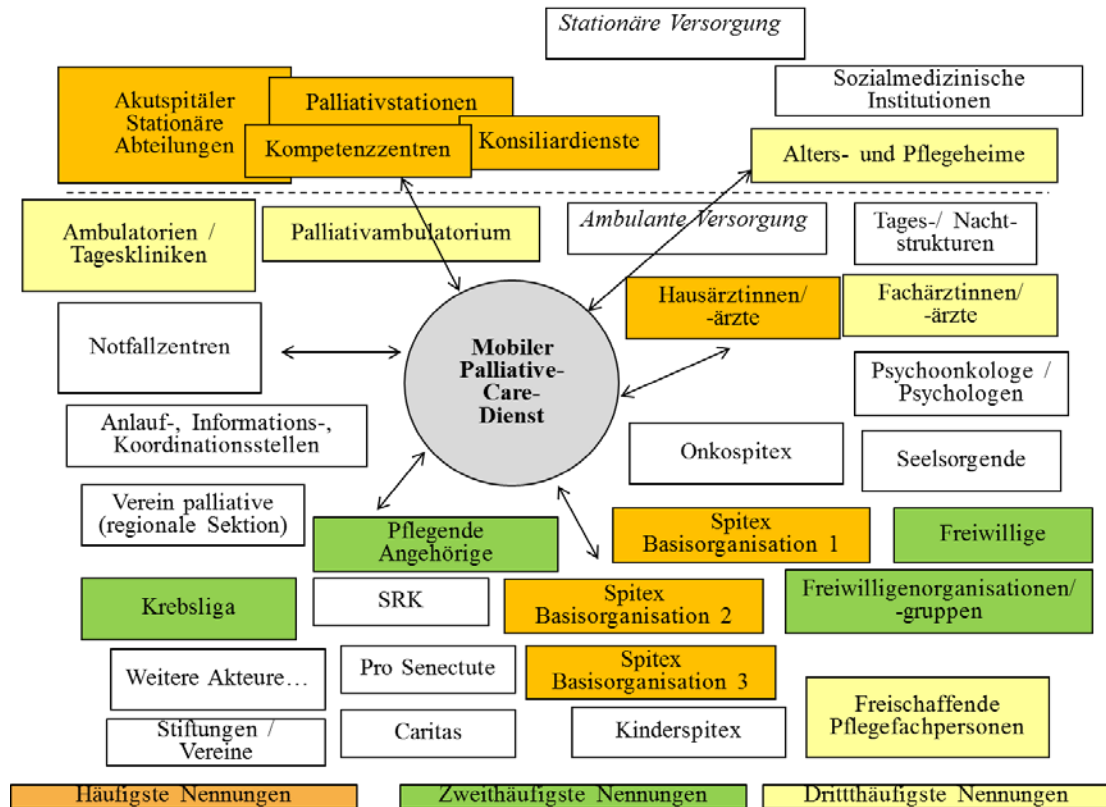 Stationäre Versorgung
Akutspitäler
Stationäre
Abteilungen
Palliativstationen
Kompetenzzentren
Konsiliardienste
Sozialmedizinische
Institutionen
Alters- und Pflegeheime
Ambulatorien /
Tageskliniken
Palliativambulatorium
Ambulante Versorgung
Tages-/ Nacht-
strukturen
Hausärztinnen/
-ärzte
Fachärztinnen/
-ärzte
Notfallzentren
Mobiler
Palliative-
Care-
Dienst
Psychoonkologe /
Psychologen
Anlauf-, Informations-,
Koordinationsstellen
Onkospitex
Seelsorgende
Verein palliative
(regionale Sektion)
Pflegende
Angehörige
Spitex
Basisorganisation 1
Freiwillige
Krebsliga
SRK
Spitex
Basisorganisation 2
Freiwilligenorganisationen/
-gruppen
Weitere Akteure…
Pro Senectute
Spitex
Basisorganisation 3
Freischaffende
Pflegefachpersonen
Stiftungen /
Vereine
Caritas
Kinderspitex
Häufigste Nennungen
Zweithäufigste Nennungen
Drittthäufigste Nennungen